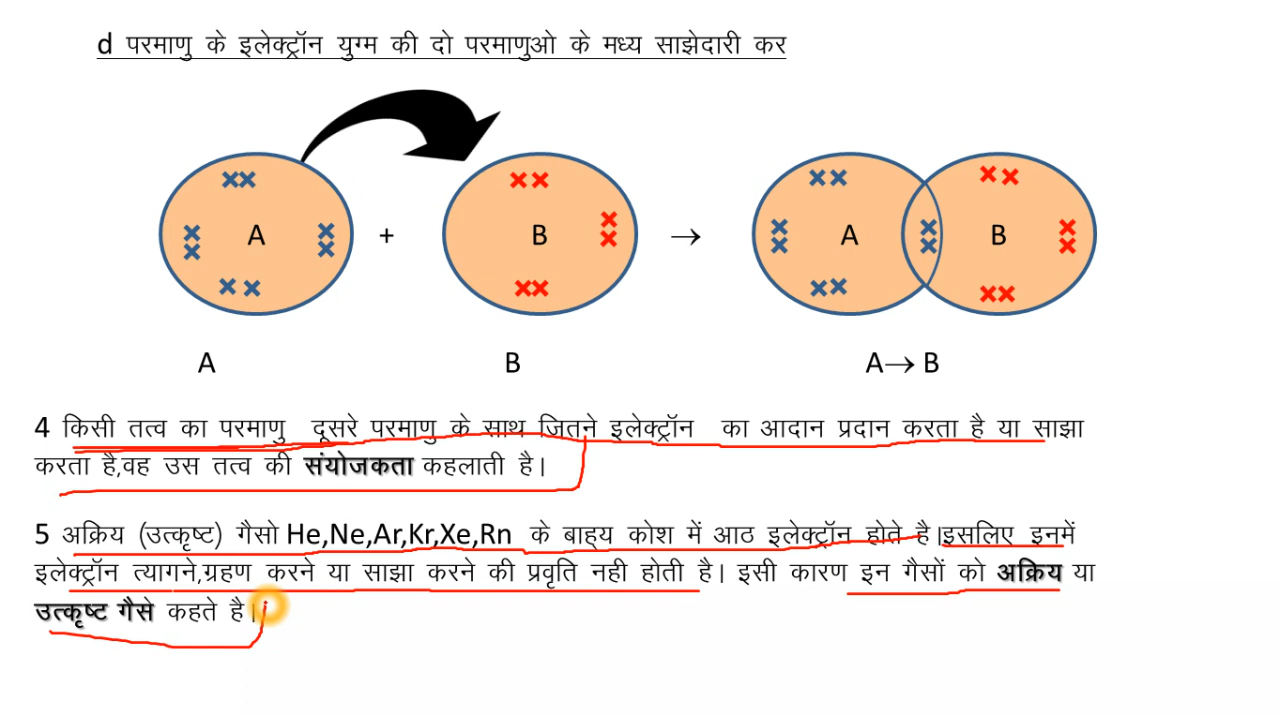 d परमाणु के इलेक्ट्रॉन युग्म की दो परमाणुओ के मध्य साझेदारी कर
A + B → A B
A B A→ B
4 किसी तत्व का परमाणु दूसरे परमाणु के साथ जितने इलेक्ट्रॉन का आदान प्रदान करता है या साझा
करता है,वह उस तत्व की संयोजकता कहलाती है।
5 अक्रिय (उत्कृष्ट) गैसो He,Ne,Ar,Kr,Xe,Rn के बाह्य कोश में आठ इलेक्ट्रॉन होते है।इसलिए इनमें
इलेक्ट्रॉन त्यागने,ग्रहण करने या साझा करने की प्रवृति नही होती है। इसी कारण इन गैसों को अक्रिय या
उत्कृष्ट गैसे कहते है।